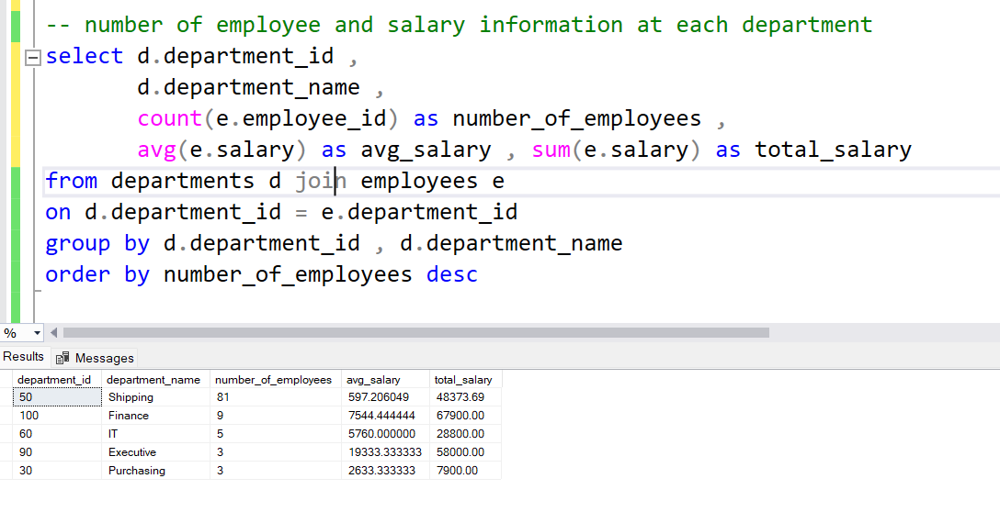 -- number of employee and salary information at each department
select d.department_id ,
d.department_name ,
count(e.employee_id) as number_of_employees ,
avg(e.salary) as avg_salary , sum(e.salary) as total_salary
from departments d join employees e
on d.department_id = e.department_id
group by d.department_id , d.department_name
order by number_of_employees desc
%
Results Messages
department_id department_name number_of_employees avg_salary total_salary
50 Shipping 81 597.206049 48373.69
100 Finance 9 7544.444444 67900.00
60 IT 5 5760.000000 28800.00
90 Executive 3 19333.333333 58000.00
30 Purchasing 3 2633.333333 7900.00